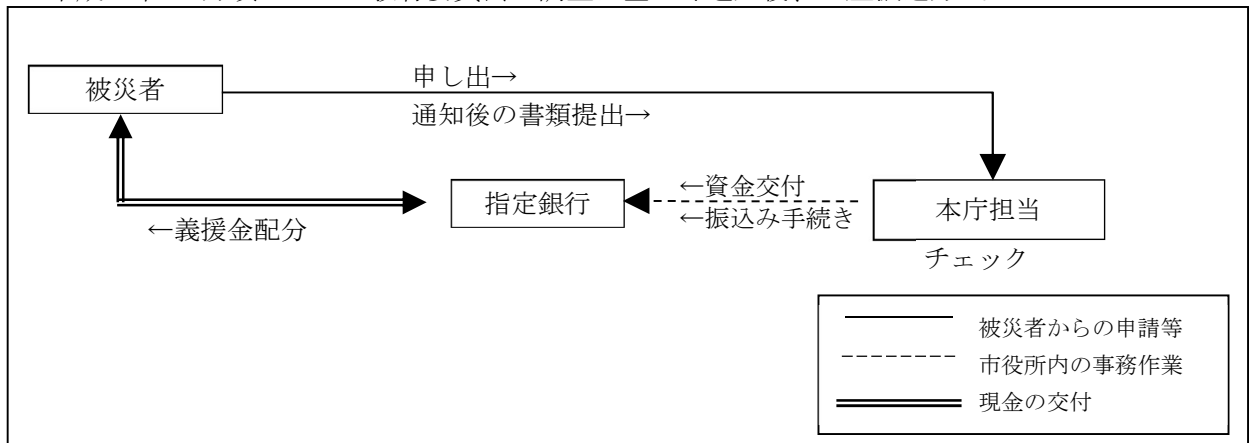 申し出→
被災者
通知後の書類提出→
←資金交付
指定銀行
本庁担当
←振込み手続き
←義援金配分
チェック
被災者からの申請等
市役所内の事務作業
現金の交付